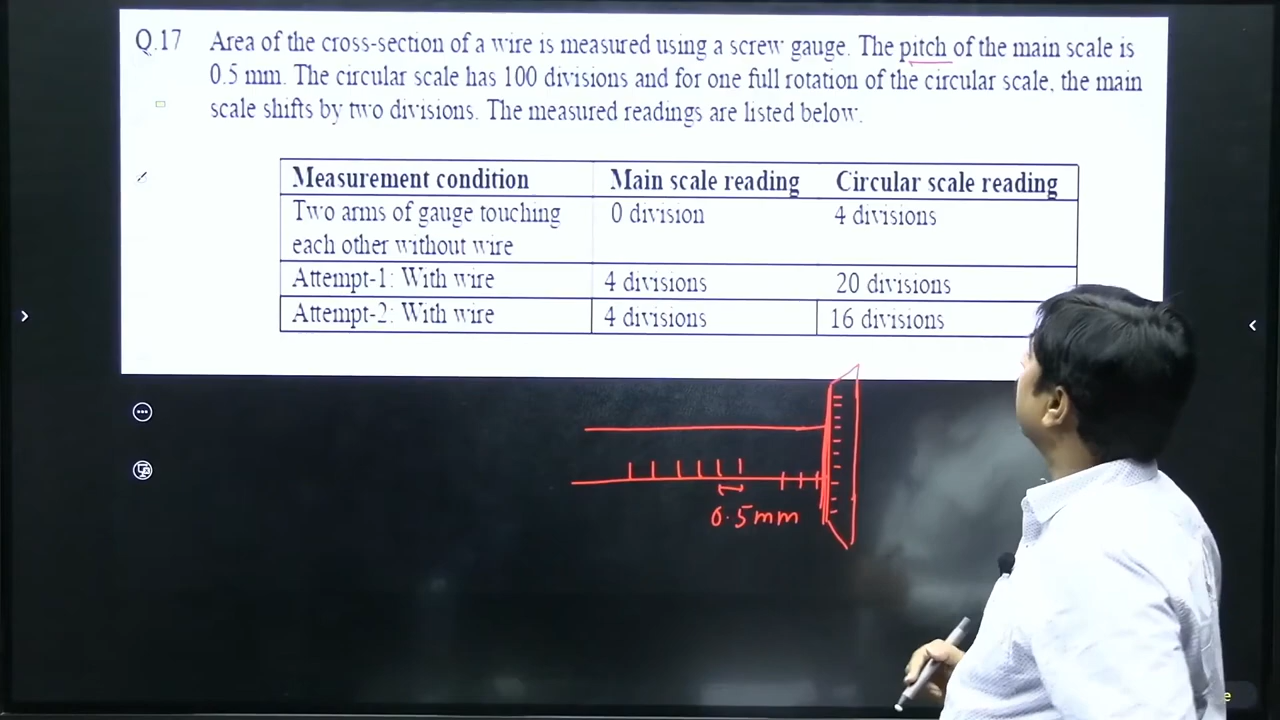 Q.17 Area of the cross-section of a wire is measured using a screw gauge. The pitch of the main scale is
0.5 mm. The circular scale has 100 divisions and for one full rotation of the circular scale, the main
scale shifts by two divisions. The measured readings are listed below.
Measurement condition Main scale reading Circular scale reading
Two arms of gauge touching 0 division 4 divisions
each other without wire
Attempt-1: With wire 4 divisions 20 divisions
Attempt-2: With wire 4 divisions 16 divisions
0.5mm